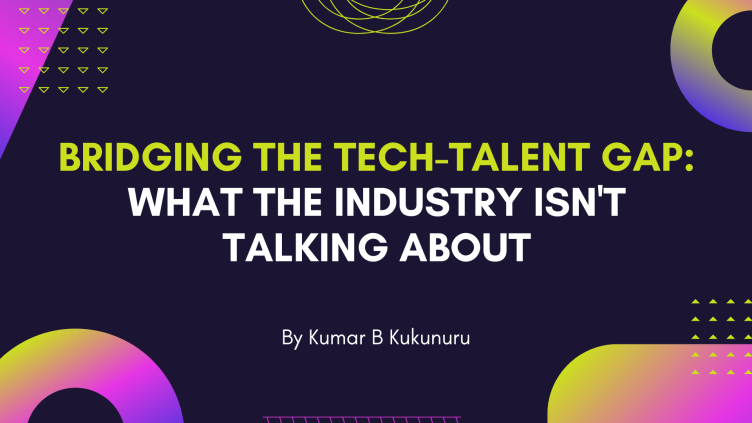 BRIDGING THE TECH-TALENT GAP:
WHAT THE INDUSTRY ISN'T
TALKING ABOUT
By Kumar B Kukunuru